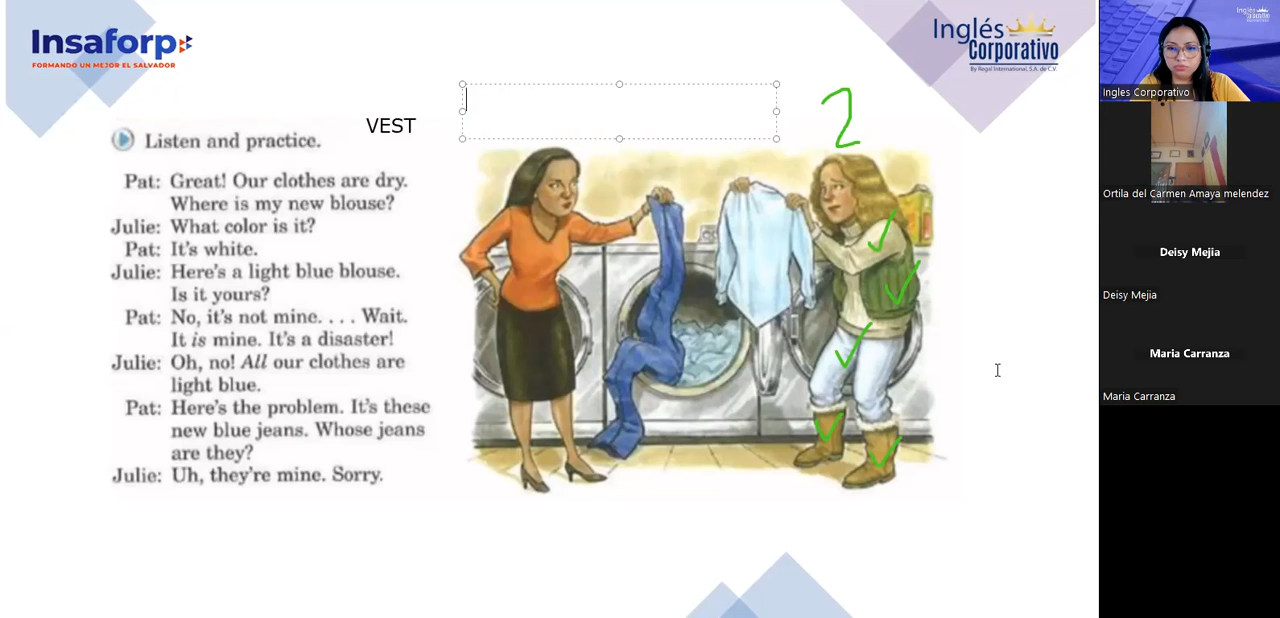 Insaforp
FORMANDO UN MEJOR EL SALVADOR
Inglés
Corporativo
By Regal International, S.A. de C.V.
VEST
2
Listen and practice.
Pat: Great! Our clothes are dry.
Where is my new blouse?
Julie: What color is it?
Pat: It's white.
Julie: Here's a light blue blouse.
Is it yours?
Pat: No, it's not mine. . . . Wait.
It is mine. It's a disaster!
Julie: Oh, no! All our clothes are
light blue.
Pat: Here's the problem. It's these
new blue jeans. Whose jeans
are they?
Julie: Uh, they're mine. Sorry.
Ingles Corporativo
Ortila del Carmen Amaya melendez
Deisy Mejia
Deisy Mejia
Maria Carranza
Maria Carranza